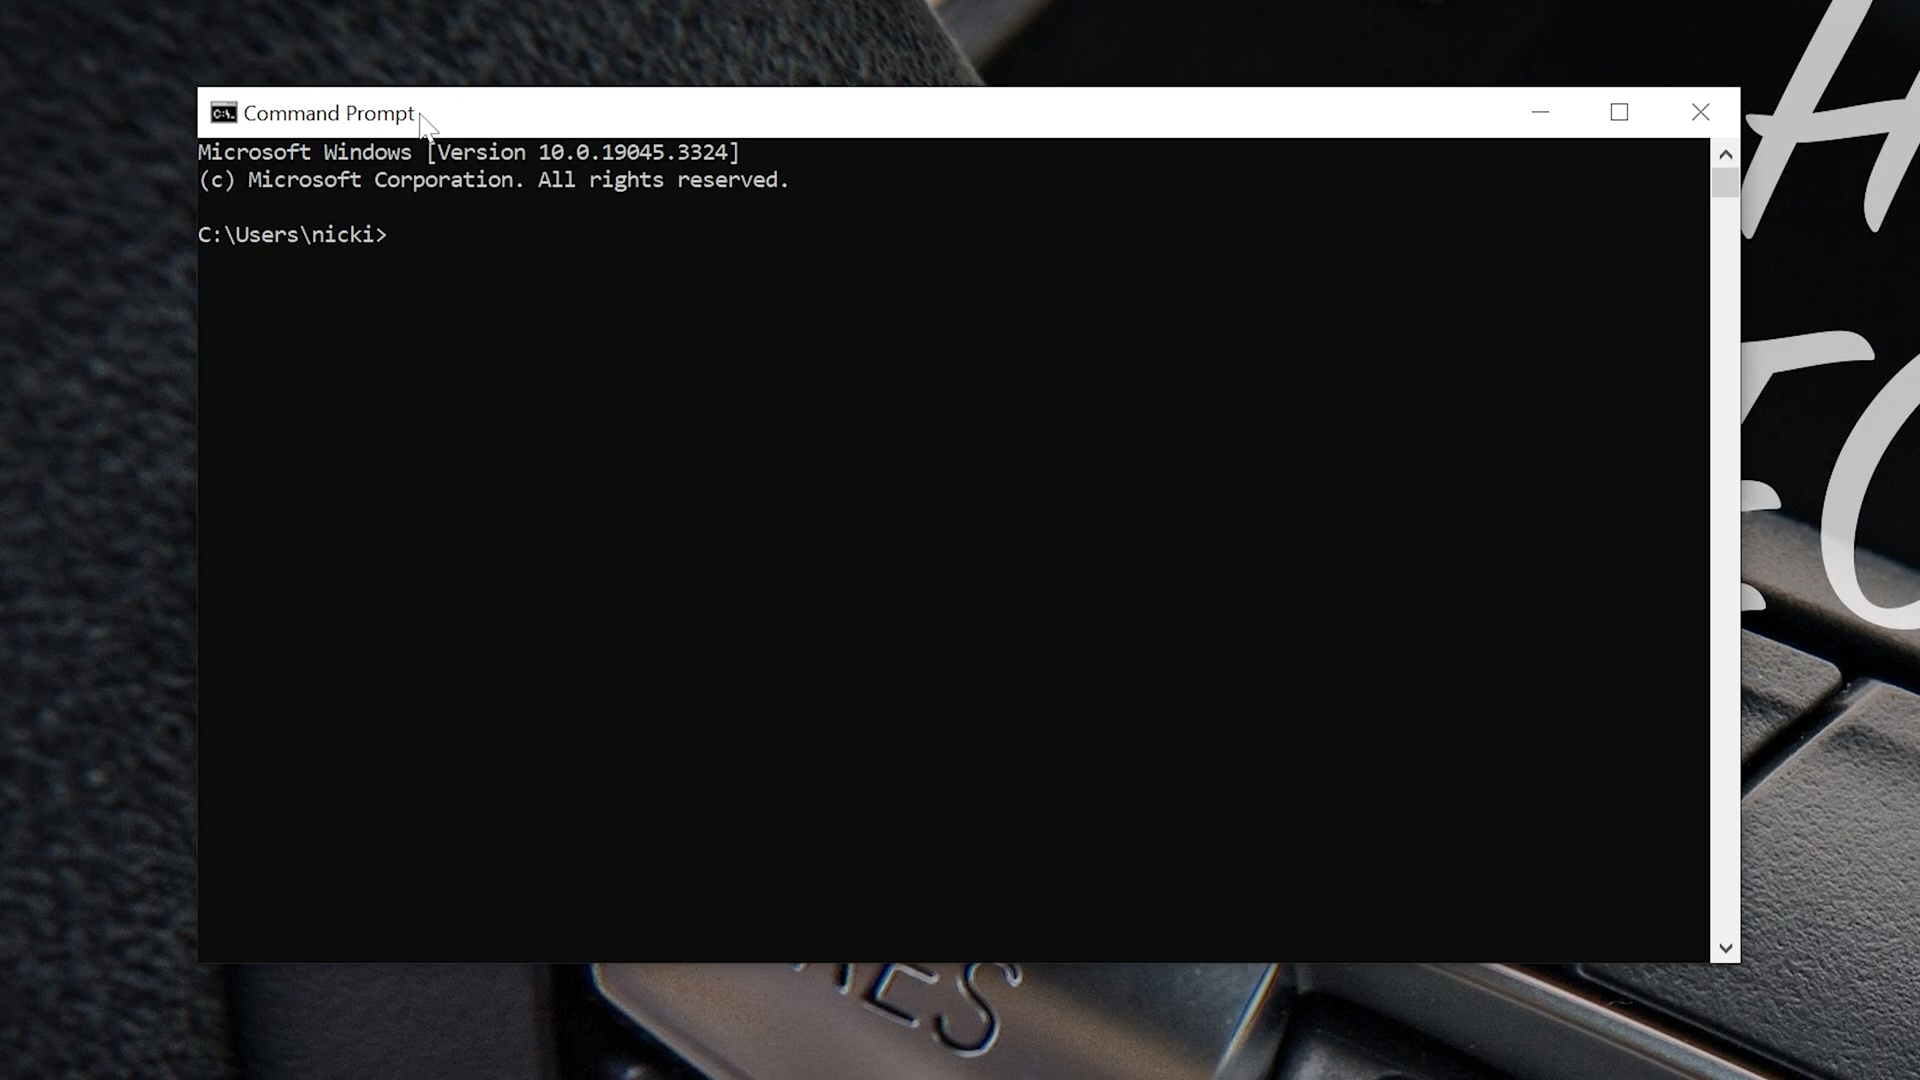 Command Prompt
Microsoft Windows [Version 10.0.19045.3324]
(c) Microsoft Corporation. All rights reserved.
C:\Users\nicki>